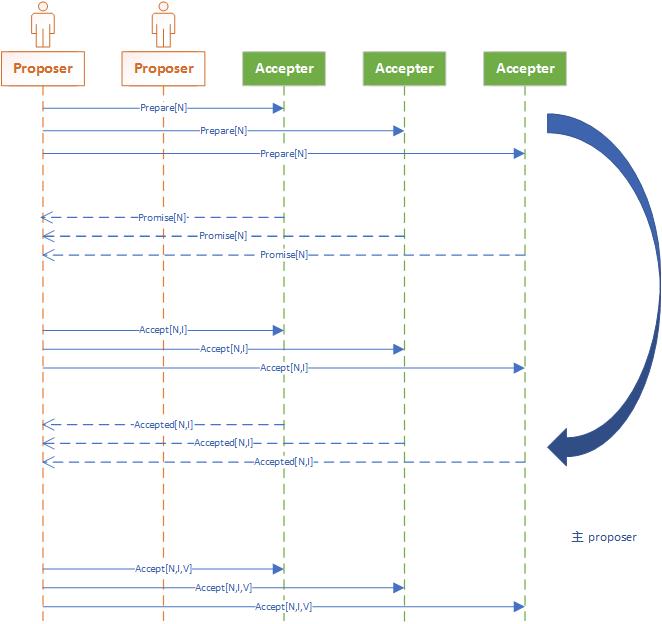 Proposer
Proposer
Accepter
Accepter
Accepter
Prepare[N]
Prepare[N]
Prepare[N]
Promise[N]
Promise[N]
Promise[N]
Accept[N,I]
Accept[N,I]
Accept[N,I]
Accepted[N,I]
Accepted[N,I]
Accepted[N,I]
主 proposer
Accept[N,I,V]
Accept[N,I,V]
Accept[N,I,V]